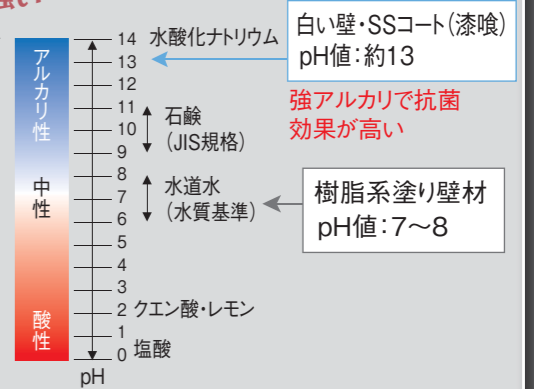 強い
白い壁・SSコート(漆喰)
pH値:約13
強アルカリで抗菌
効果が高い
樹脂系塗り壁材
pH値:7〜8
アルカリ性
中性
酸性
14 水酸化ナトリウム
13
12
11
10
9
石鹸
(JIS規格)
8
7
6
水道水
(水質基準)
5
4
3
2 クエン酸・レモン
1
0 塩酸
pH